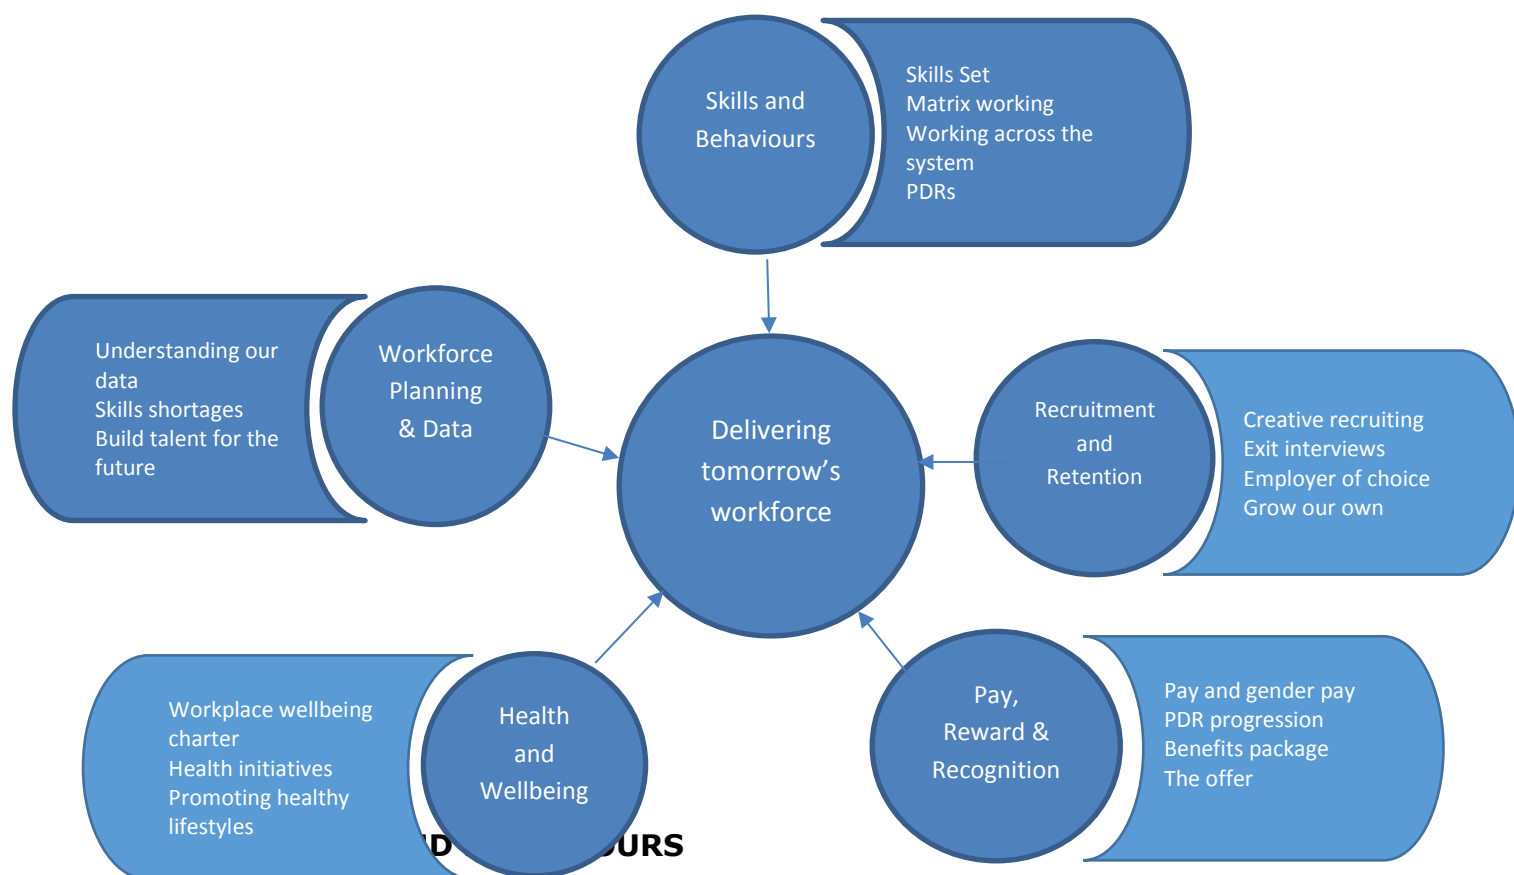 Skills and
Behaviours
Skills Set
Matrix working
Working across the
system
PDRs
Understanding our
data
Skills shortages
Build talent for the
future
Workforce
Planning
& Data
Delivering
tomorrow’s
workforce
Recruitment
and
Retention
Creative recruiting
Exit interviews
Employer of choice
Grow our own
Workplace wellbeing
charter
Health initiatives
Promoting healthy
lifestyles
Health
and
Wellbeing
Pay,
Reward &
Recognition
Pay and gender pay
PDR progression
Benefits package
The offer